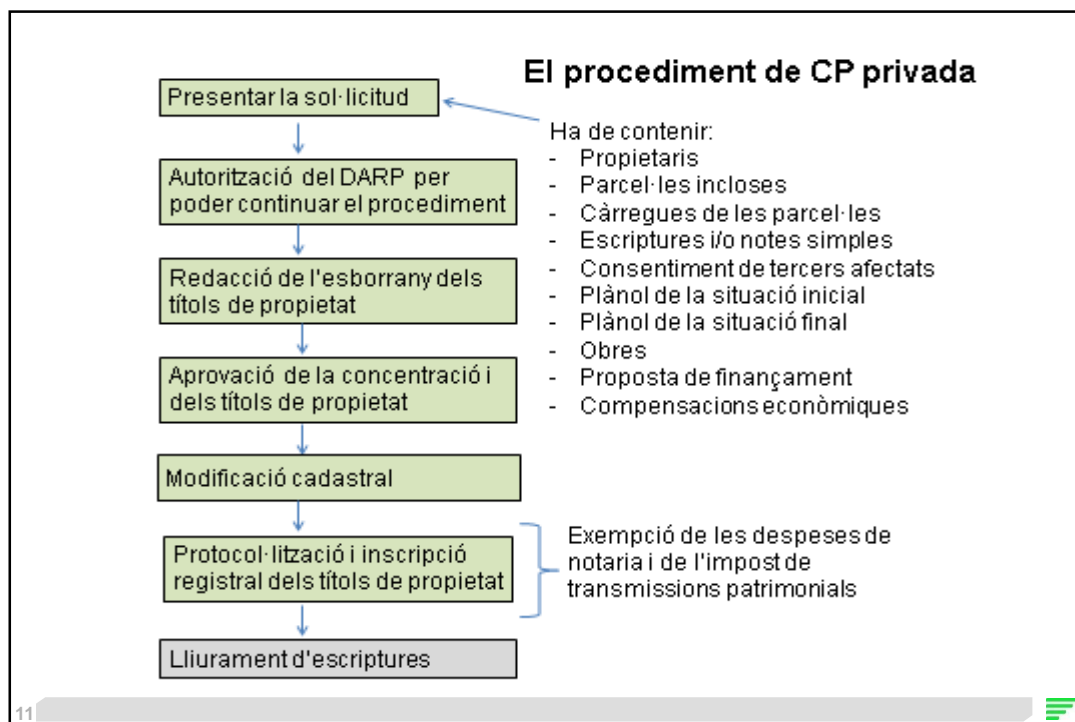 El procediment de CP privada
Presentar la sol·licitud
Ha de contenir:
- Propietaris
- Parcel·les incloses
- Càrregues de les parcel·les
- Escriptures i/o notes simples
- Consentiment de tercers afectats
- Plànol de la situació inicial
- Plànol de la situació final
- Obres
- Proposta de finançament
- Compensacions econòmiques
Autorització del DARP per
poder continuar el procediment
Redacció de l'esborrany dels
títols de propietat
Aprovació de la concentració i
dels títols de propietat
Modificació cadastral
Protocol·lització i inscripció
registral dels títols de propietat
Exempció de les despeses de
notaria i de l'impost de
transmissions patrimonials
Lliurament d'escriptures
11